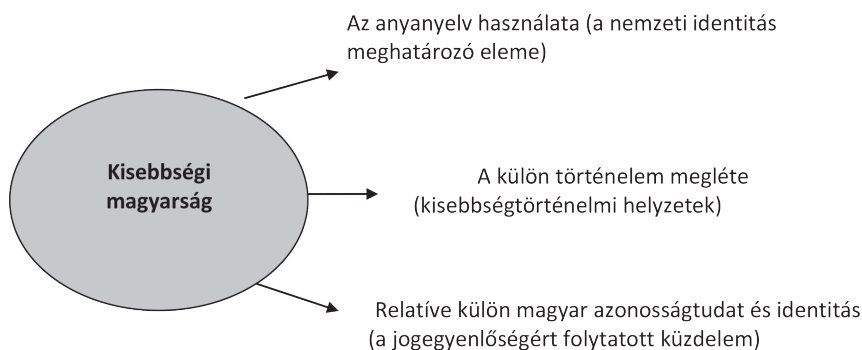 Az anyanyelv használata (a nemzeti identitás
meghatározó eleme)
Kisebbségi
magyarság
A külön történelem megléte
(kisebbségtörténelmi helyzetek)
Relatíve külön magyar azonosságtudat és identitás
(a jogegyenlőségért folytatott küzdelem)